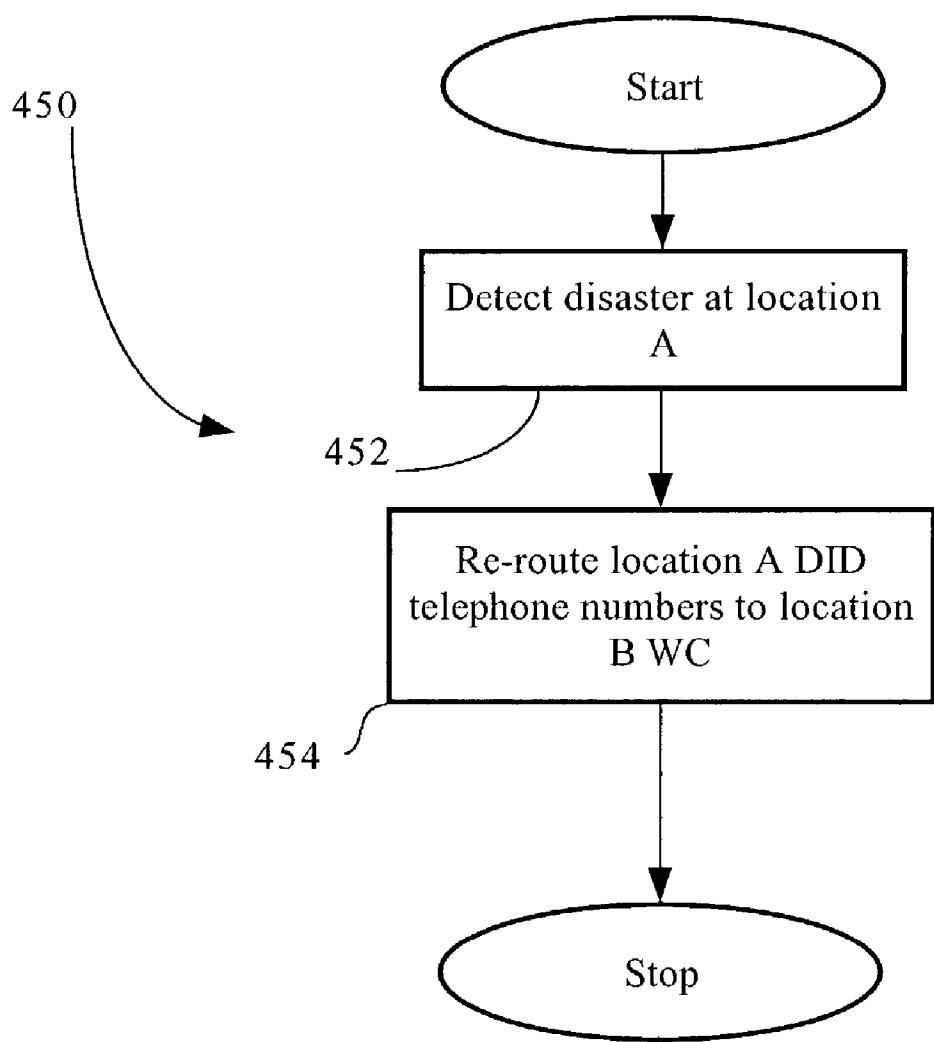 Start
450
Detect disaster at location
A
452
Re-route location A DID
telephone numbers to location
B WC
454
Stop